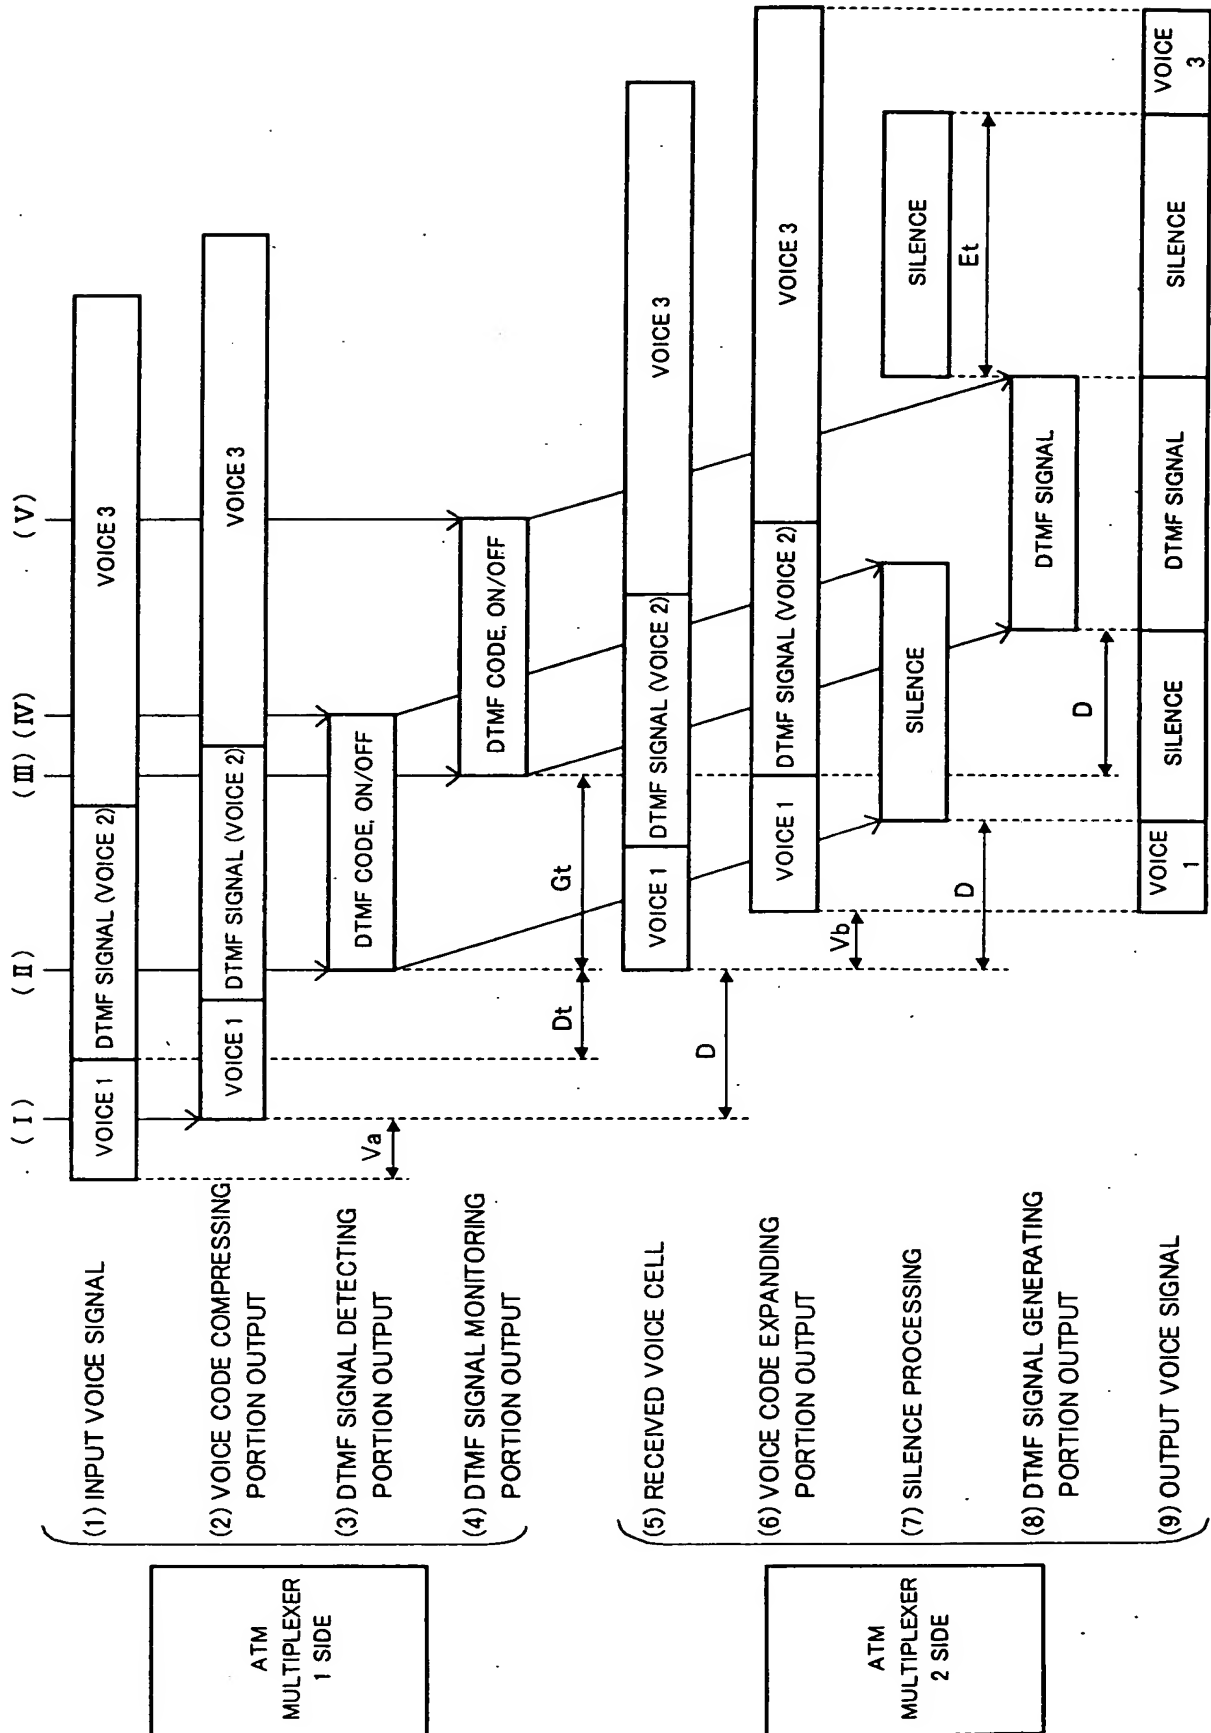 (I)
(II)
(III)
(IV)
(V)
ATM
MULTIPLEXER
1 SIDE
(1) INPUT VOICE SIGNAL
VOICE 1
DTMF SIGNAL (VOICE 2)
VOICE 3
(2) VOICE CODE COMPRESSING
PORTION OUTPUT
VOICE 1
DTMF SIGNAL (VOICE 2)
VOICE 3
(3) DTMF SIGNAL DETECTING
PORTION OUTPUT
Va
DTMF CODE, ON/OFF
(4) DTMF SIGNAL MONITORING
PORTION OUTPUT
DTMF CODE, ON/OFF
Dt
Gt
ATM
MULTIPLEXER
2 SIDE
(5) RECEIVED VOICE CELL
VOICE 1
DTMF SIGNAL (VOICE 2)
VOICE 3
D
(6) VOICE CODE EXPANDING
PORTION OUTPUT
VOICE 1
DTMF SIGNAL (VOICE 2)
VOICE 3
Vb
(7) SILENCE PROCESSING
SILENCE
SILENCE
D
Et
(8) DTMF SIGNAL GENERATING
PORTION OUTPUT
DTMF SIGNAL
D
(9) OUTPUT VOICE SIGNAL
VOICE
1
SILENCE
DTMF SIGNAL
SILENCE
VOICE
3